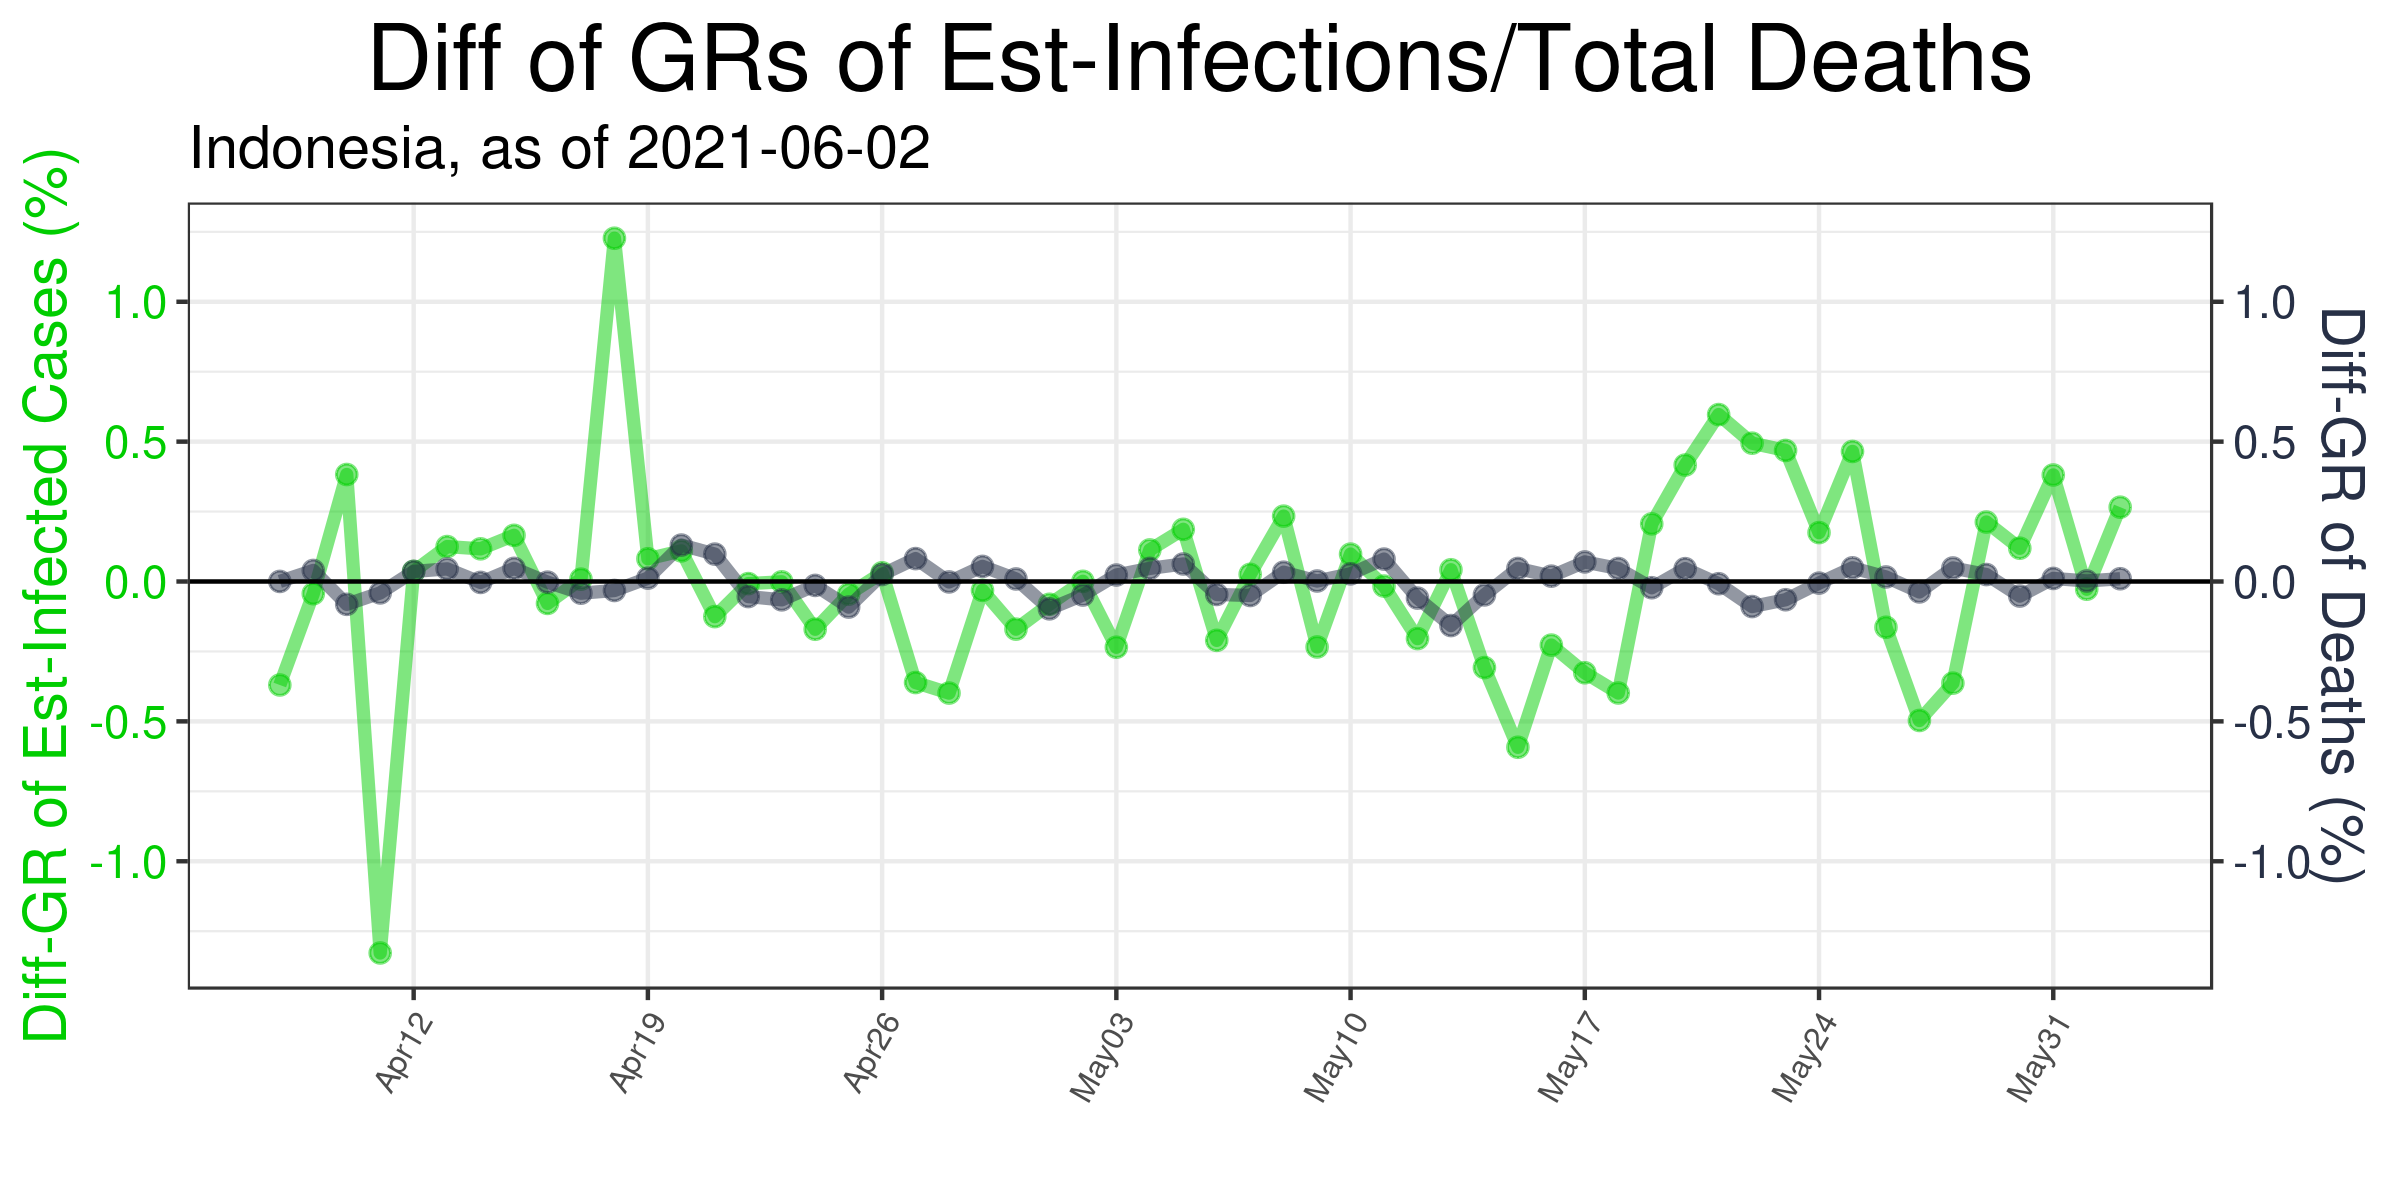 Diff of GRs of Est-Infections/Total Deaths
Indonesia, as of 2021-06-02
Diff-GR of Est-Infected Cases (%)
1.0
0.5
0.0
-0.5
-1.0
1.0
0.5
0.0
-0.5
-1.0
Diff-GR of Deaths (%)
Apr12
Apr19
Apr26
May03
May10
May17
May24
May31